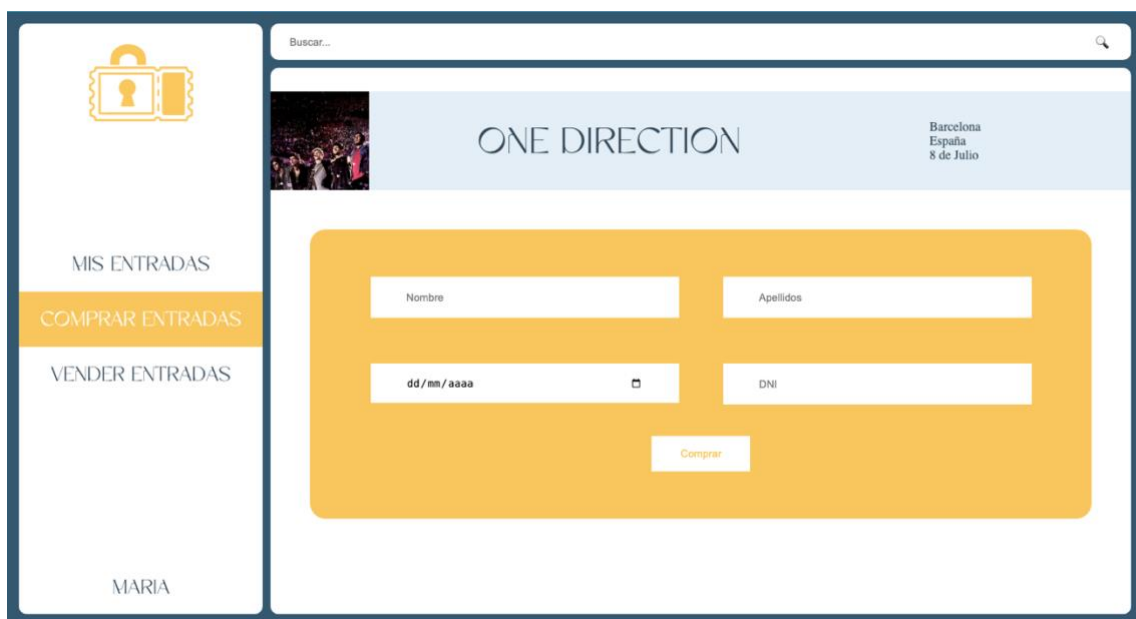 Buscar...
ONE DIRECTION
Barcelona
España
8 de Julio
MIS ENTRADAS
COMPRAR ENTRADAS
VENDER ENTRADAS
MARIA
Nombre
Apellidos
dd/mm/aaaa
DNI
Comprar